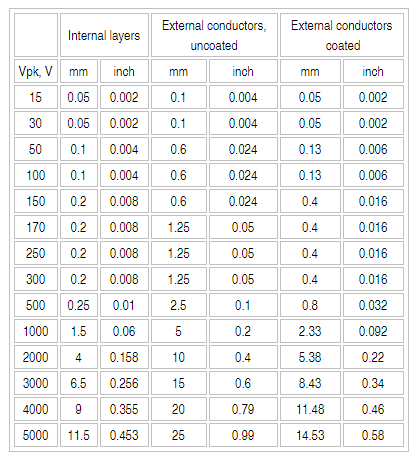 Internal layers External conductors, uncoated External conductors coated
Vpk, V mm inch mm inch mm inch
15 0.05 0.002 0.1 0.004 0.05 0.002
30 0.05 0.002 0.1 0.004 0.05 0.002
50 0.1 0.004 0.6 0.024 0.13 0.006
100 0.1 0.004 0.6 0.024 0.13 0.006
150 0.2 0.008 0.6 0.024 0.4 0.016
170 0.2 0.008 1.25 0.05 0.4 0.016
250 0.2 0.008 1.25 0.05 0.4 0.016
300 0.2 0.008 1.25 0.05 0.4 0.016
500 0.25 0.01 2.5 0.1 0.8 0.032
1000 1.5 0.06 5 0.2 2.33 0.092
2000 4 0.158 10 0.4 5.38 0.22
3000 6.5 0.256 15 0.6 8.43 0.34
4000 9 0.355 20 0.79 11.48 0.46
5000 11.5 0.453 25 0.99 14.53 0.58